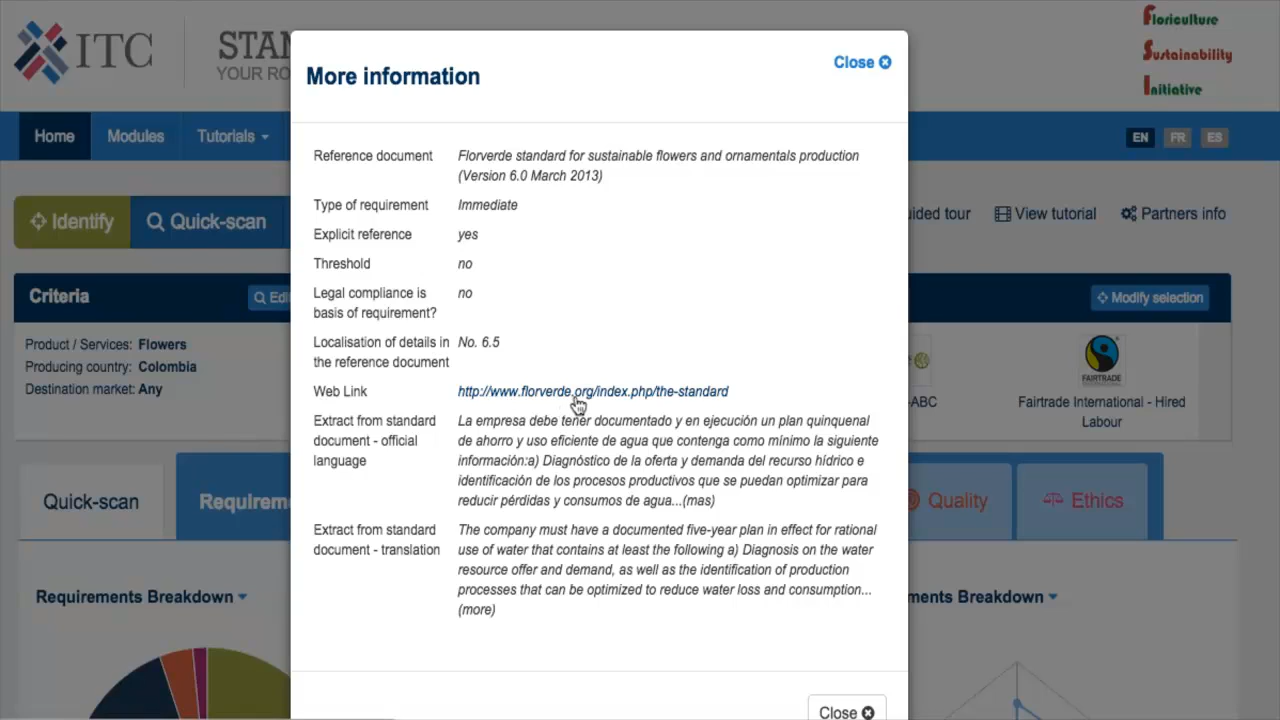 ITC
STAN
YOUR RO
Floriculture
Sustainability
Initiative
Home
Modules
Tutorials
EN
FR
ES
Identify
Quick-scan
uided tour
View tutorial
Partners info
Criteria
Edi
Modify selection
Product / Services: Flowers
Producing country: Colombia
Destination market: Any
-ABC
FAIRTRADE
Fairtrade International - Hired
Labour
Quick-scan
Requirem
Quality
Ethics
Requirements Breakdown
ments Breakdown
More information
Close
Reference document
Florverde standard for sustainable flowers and ornamentals production
(Version 6.0 March 2013)
Type of requirement
Immediate
Explicit reference
yes
Threshold
no
Legal compliance is
basis of requirement?
no
Localisation of details in
the reference document
No. 6.5
Web Link
http://www.florverde.org/index.php/the-standard
Extract from standard
document - official
language
La empresa debe tener documentado y en ejecución un plan quinquenal
de ahorro y uso eficiente de agua que contenga como mínimo la siguiente
información:a) Diagnóstico de la oferta y demanda del recurso hídrico e
identificación de los procesos productivos que se puedan optimizar para
reducir pérdidas y consumos de agua...(mas)
Extract from standard
document - translation
The company must have a documented five-year plan in effect for rational
use of water that contains at least the following a) Diagnosis on the water
resource offer and demand, as well as the identification of production
processes that can be optimized to reduce water loss and consumption...
(more)
Close